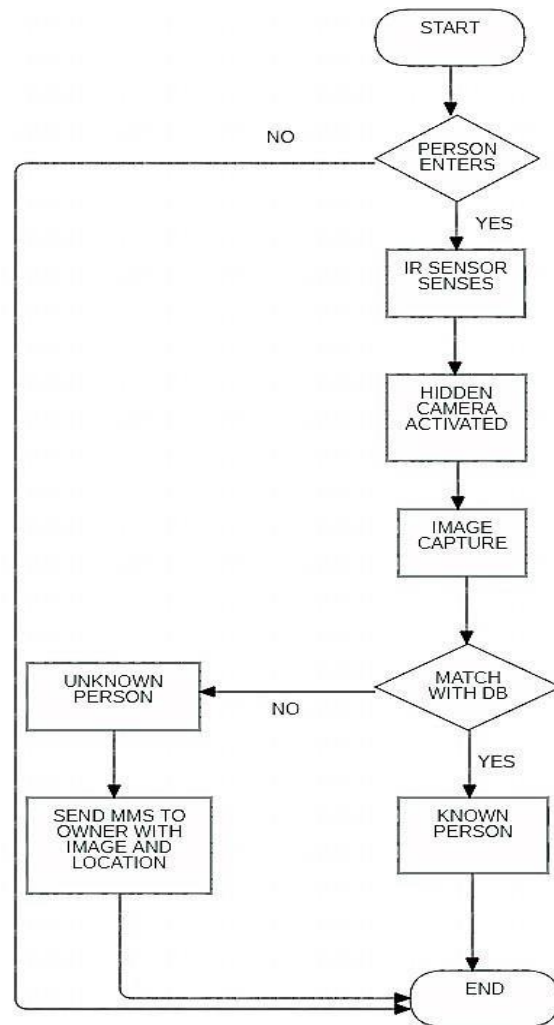 START
NO
PERSON
ENTERS
YES
IR SENSOR
SENSES
HIDDEN
CAMERA
ACTIVATED
IMAGE
CAPTURE
MATCH
WITH DB
NO
UNKNOWN
PERSON
YES
SEND MMS TO
OWNER WITH
IMAGE AND
LOCATION
KNOWN
PERSON
END